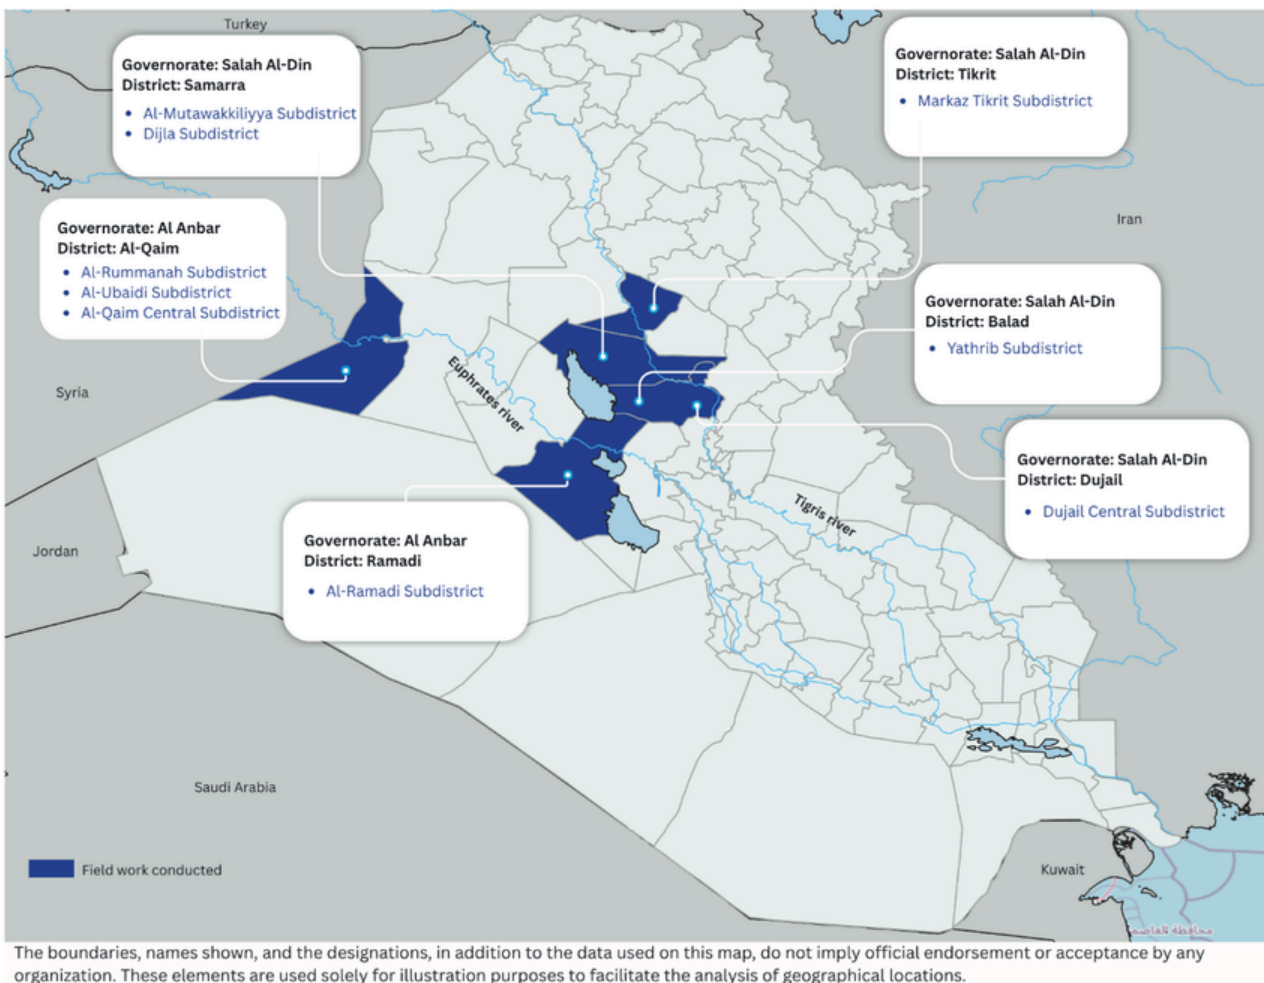 Turkey
Governorate: Salah Al-Din
District: Samarra
• Al-Mutawakkiliyya Subdistrict
• Dijla Subdistrict
Governorate: Salah Al-Din
District: Tikrit
• Markaz Tikrit Subdistrict
Iran
Governorate: Al Anbar
District: Al-Qaim
• Al-Rummanah Subdistrict
• Al-Ubaidi Subdistrict
• Al-Qaim Central Subdistrict
Governorate: Salah Al-Din
District: Balad
• Yathrib Subdistrict
Syria
Euphrates river
Governorate: Salah Al-Din
District: Dujail
• Dujail Central Subdistrict
Tigris river
Jordan
Governorate: Al Anbar
District: Ramadi
• Al-Ramadi Subdistrict
Saudi Arabia
Field work conducted
Kuwait
The boundaries, names shown, and the designations, in addition to the data used on this map, do not imply official endorsement or acceptance by any
organization. These elements are used solely for illustration purposes to facilitate the analysis of geographical locations.